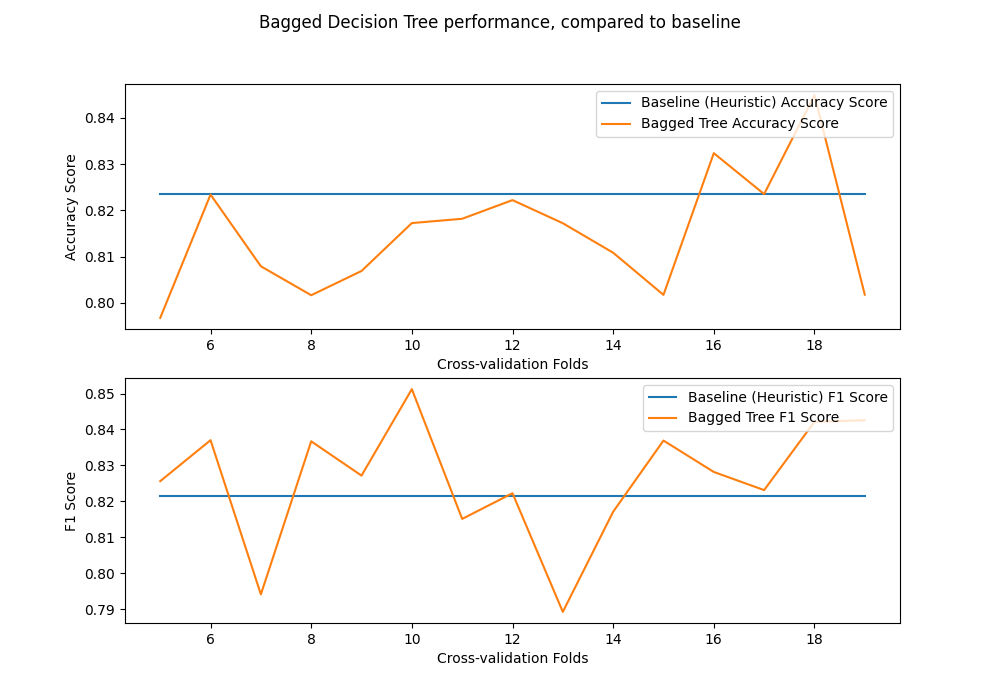 Bagged Decision Tree performance, compared to baseline
Baseline (Heuristic) Accuracy Score
Bagged Tree Accuracy Score
Accuracy Score
0.84
0.83
0.82
0.81
0.80
6 8 10 12 14 16 18
Cross-validation Folds
Baseline (Heuristic) F1 Score
Bagged Tree F1 Score
F1 Score
0.85
0.84
0.83
0.82
0.81
0.80
0.79
6 8 10 12 14 16 18
Cross-validation Folds